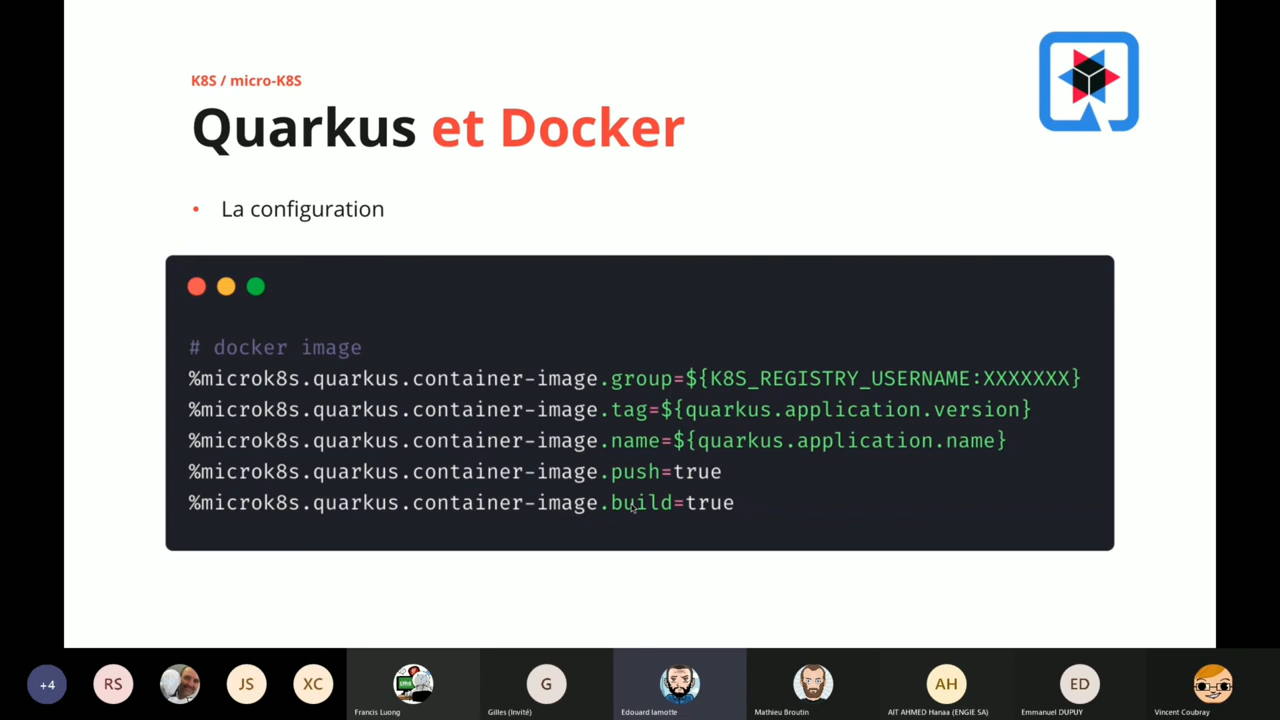 K8S / micro-K8S
Quarkus et Docker
• La configuration
# docker image
%microk8s.quarkus.container-image.group=${K8S_REGISTRY_USERNAME:XXXXXXX}
%microk8s.quarkus.container-image.tag=${quarkus.application.version}
%microk8s.quarkus.container-image.name=${quarkus.application.name}
%microk8s.quarkus.container-image.push=true
%microk8s.quarkus.container-image.build=true
+4
RS
JS
XC
G
AH
ED
Francis Luong
Gilles (Invité)
Edouard lamotte
Mathieu Broutin
AIT AHMED Hanaa (ENGIE SA)
Emmanuel DUPUY
Vincent Coubray